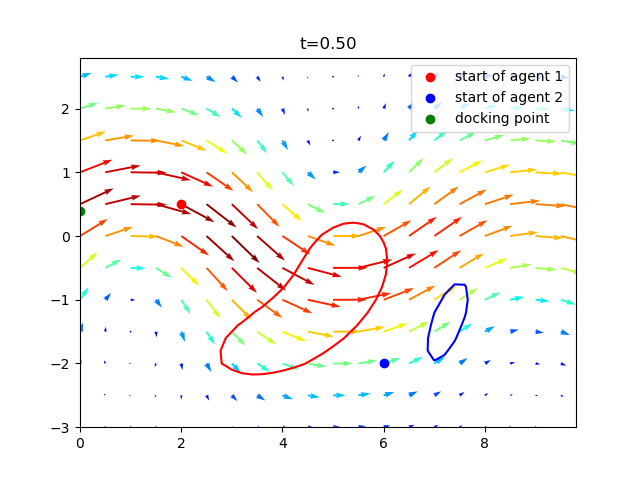 t=0.50
start of agent 1
start of agent 2
docking point
2
1
0
−1
−2
−3
0
2
4
6
8